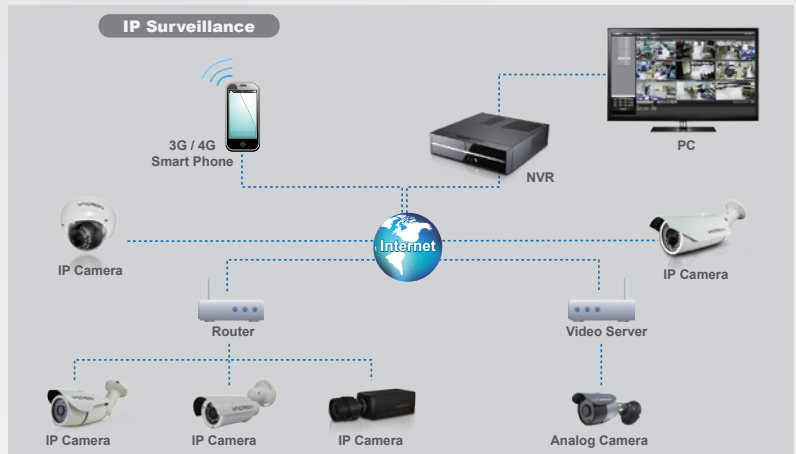 IP Surveillance
3G / 4G
Smart Phone
NVR
PC
Internet
IP Camera
IP Camera
Router
Video Server
IP Camera
IP Camera
IP Camera
Analog Camera